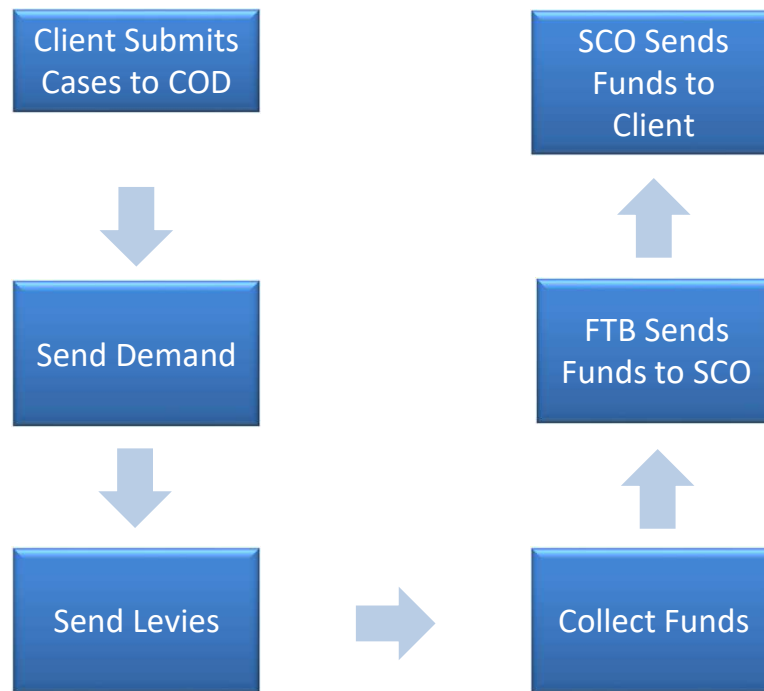 Client Submits
Cases to COD
Send Demand
Send Levies
Collect Funds
FTB Sends
Funds to SCO
SCO Sends
Funds to
Client